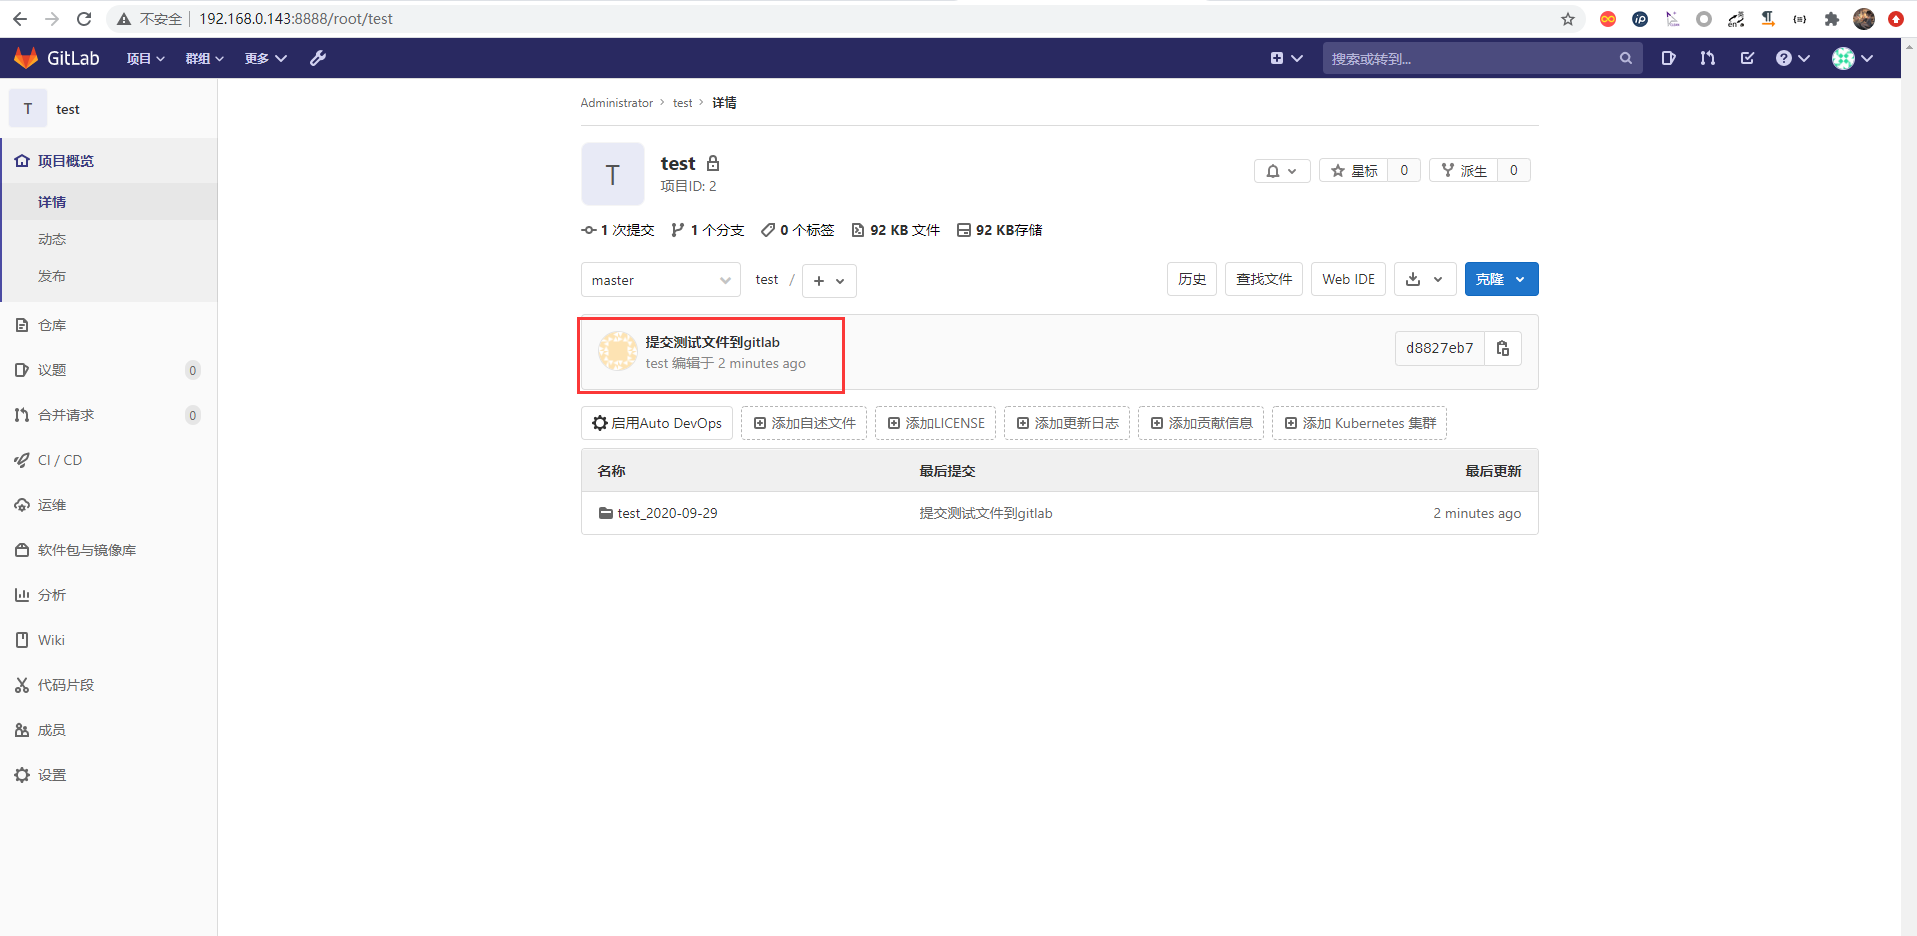 不安全 192.168.0.143:8888/root/test
GitLab 项目 群组 更多 搜索或转到...
T test
项目概览
详情
动态
发布
仓库
议题 0
合并请求 0
CI / CD
运维
软件包与镜像库
分析
Wiki
代码片段
成员
设置
Administrator > test > 详情
T
test
项目ID: 2
星标 0 派生 0
1 次提交 1 个分支 0 个标签 92 KB 文件 92 KB存储
master test / + 历史 查找文件 Web IDE 克隆
提交测试文件到gitlab
test 编辑于 2 minutes ago
d8827eb7
启用Auto DevOps 添加自述文件 添加LICENSE 添加更新日志 添加贡献信息 添加 Kubernetes 集群
名称 最后提交 最后更新
test_2020-09-29 提交测试文件到gitlab 2 minutes ago